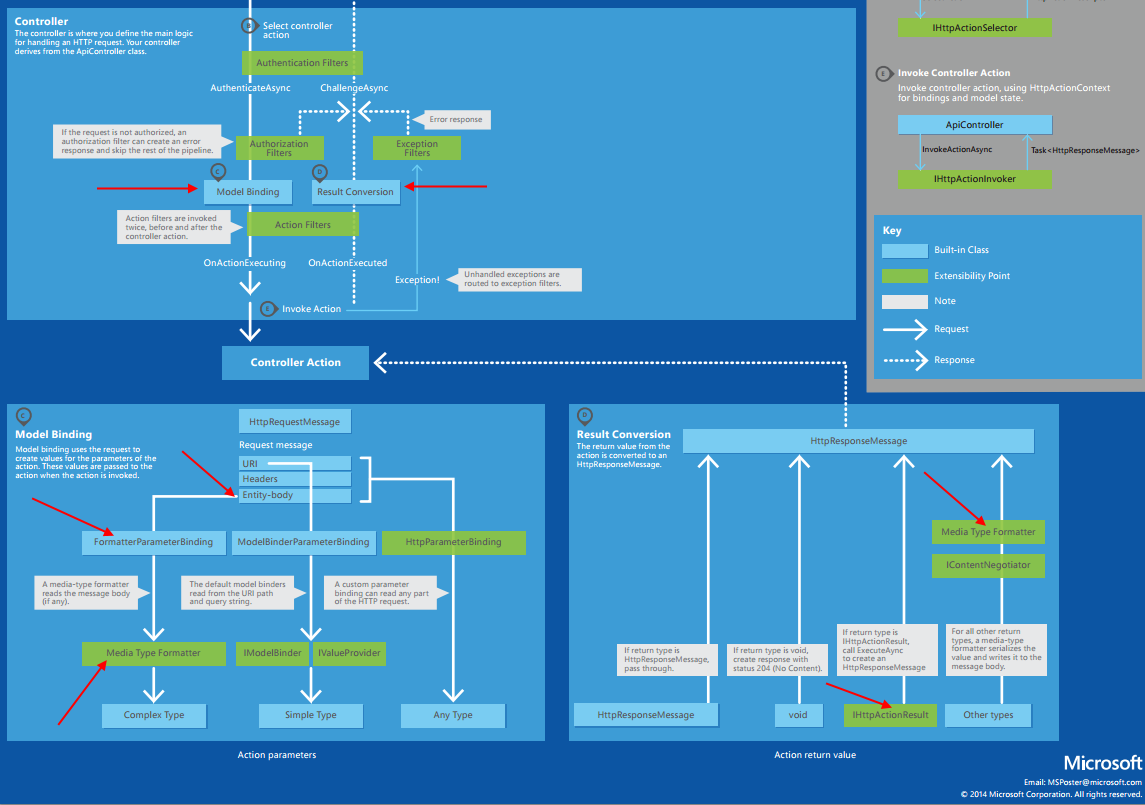 Controller
The controller is where you define the main logic
for handling an HTTP request. Your controller
derives from the ApiController class.
B
Select controller
action
Authentication Filters
AuthenticateAsync
ChallengeAsync
Error response
If the request is not authorized, an
authorization filter can create an error
response and skip the rest of the pipeline.
Authorization
Filters
Exception
Filters
C
D
Model Binding
Result Conversion
Action filters are invoked
twice, before and after the
controller action.
Action Filters
OnActionExecuting
OnActionExecuted
Exception!
Unhandled exceptions are
routed to exception filters.
E
Invoke Action
Controller Action
IHttpActionSelector
E
Invoke Controller Action
Invoke controller action, using HttpActionContext
for bindings and model state.
ApiController
InvokeActionAsync
Task<HttpResponseMessage>
IHttpActionInvoker
Key
Built-in Class
Extensibility Point
Note
Request
Response
C
Model Binding
Model binding uses the request to
create values for the parameters of the
action. These values are passed to the
action when the action is invoked.
HttpRequestMessage
Request message
URI
Headers
Entity-body
FormatterParameterBinding
ModelBinderParameterBinding
HttpParameterBinding
A media-type formatter
reads the message body
(if any).
The default model binders
read from the URI path
and query string.
A custom parameter
binding can read any part
of the HTTP request.
Media Type Formatter
IModelBinder
IValueProvider
Complex Type
Simple Type
Any Type
Action parameters
D
Result Conversion
The return value from the
action is converted to an
HttpResponseMessage.
HttpResponseMessage
Media Type Formatter
IContentNegotiator
If return type is
HttpResponseMessage,
pass through.
If return type is void,
create response with
status 204 (No Content).
If return type is
IHttpActionResult,
call ExecuteAync
to create an
HttpResponseMessage
For all other return
types, a media-type
formatter serializes the
value and writes it to the
message body.
HttpResponseMessage
void
IHttpActionResult
Other types
Action return value
Microsoft
Email: MSPoster@microsoft.com
© 2014 Microsoft Corporation. All rights reserved.